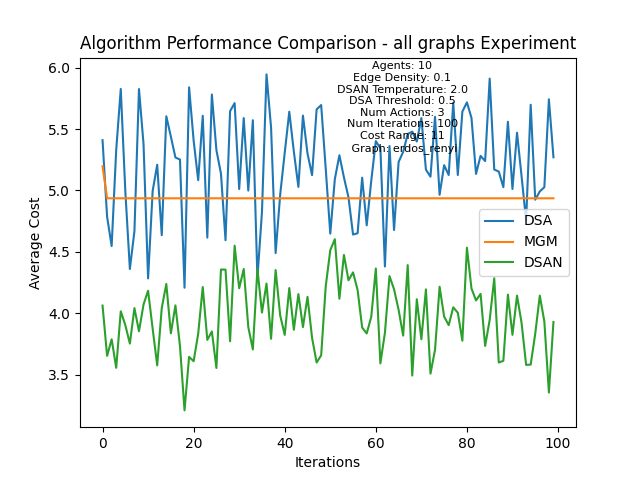 Algorithm Performance Comparison - all graphs Experiment
Agents: 10
Edge Density: 0.1
DSAN Temperature: 2.0
DSA Threshold: 0.5
Num Actions: 3
Num Iterations: 100
Cost Range: 11
Graph: erdos_renyi
6.0
5.5
5.0
4.5
4.0
3.5
Average Cost
DSA
MGM
DSAN
0
20
40
60
80
100
Iterations